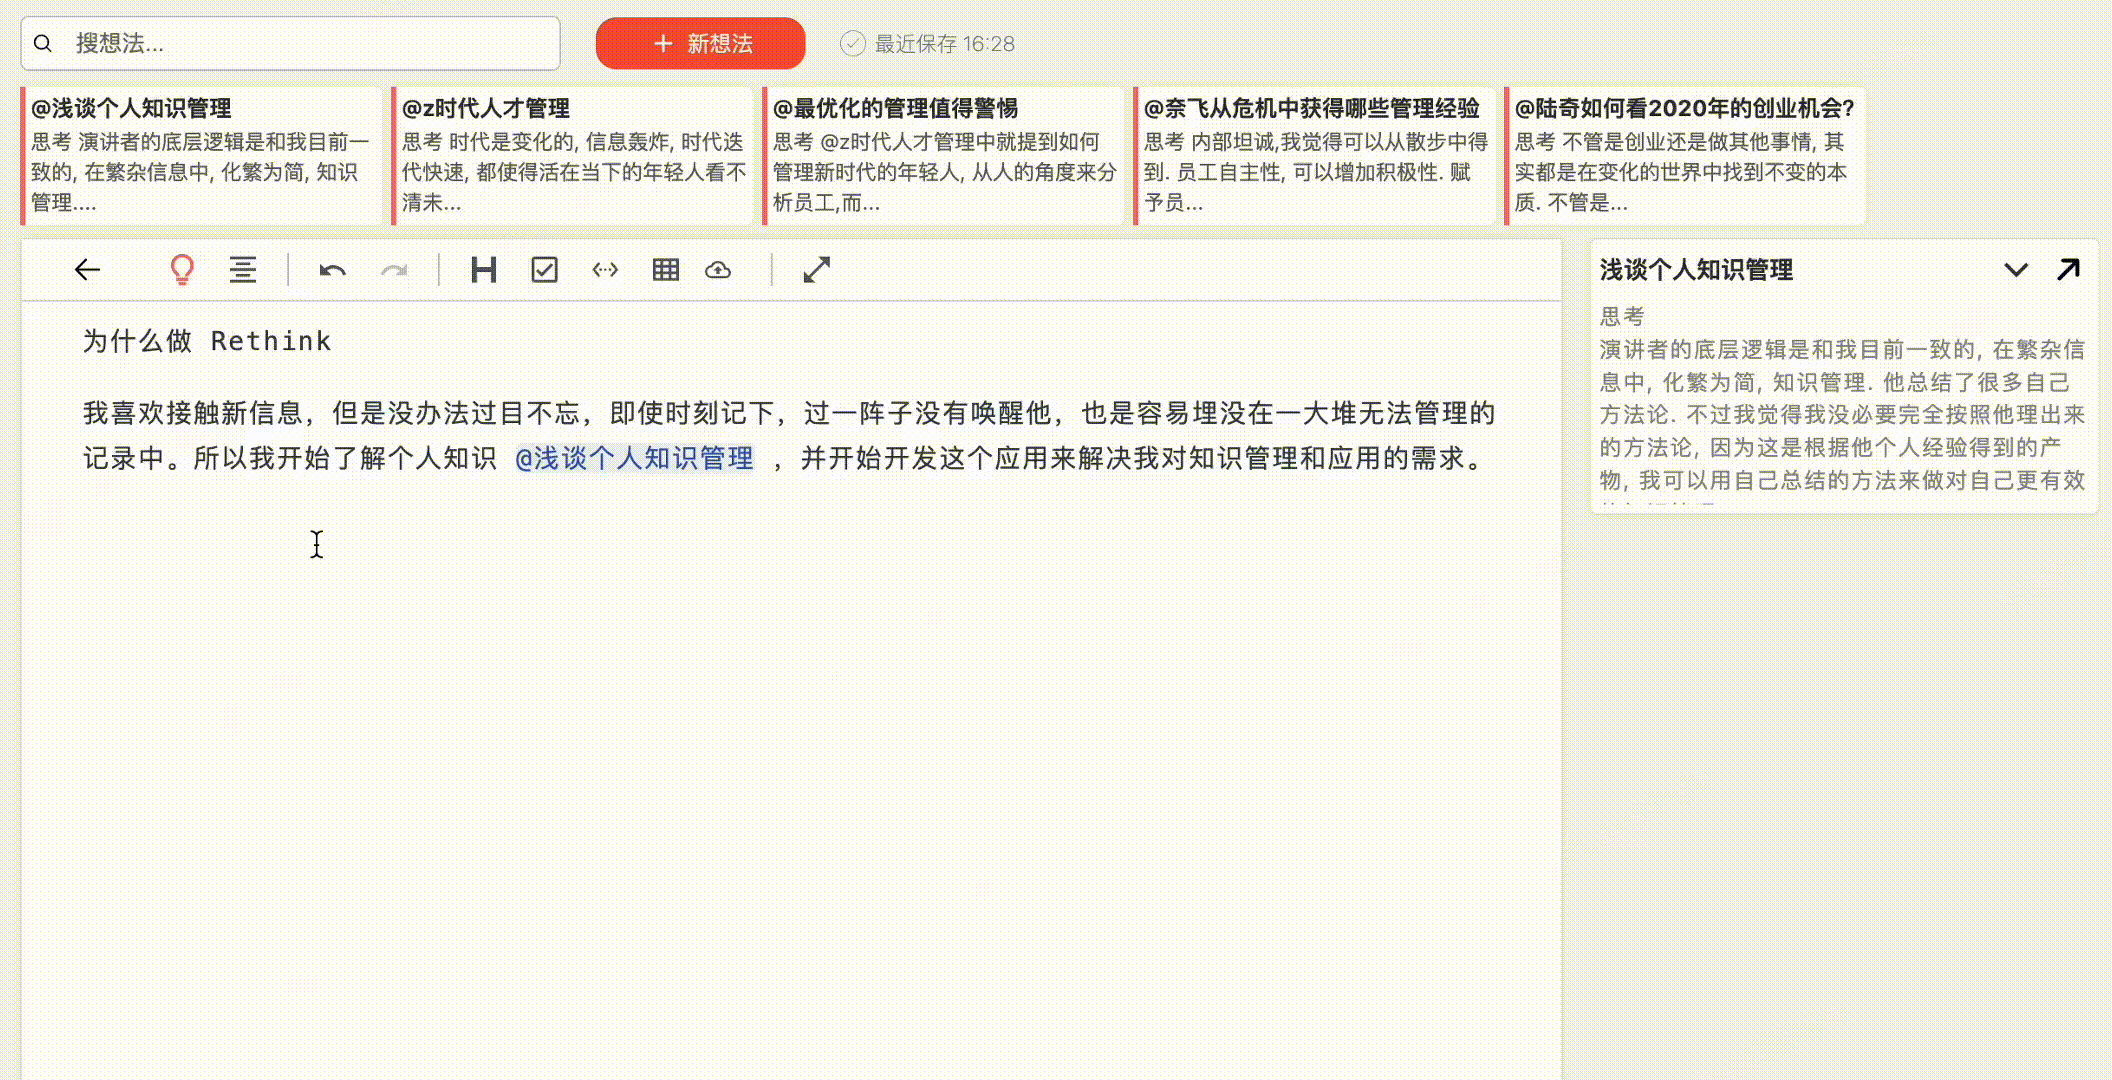 搜想法...
新想法
最近保存 16:28
@浅谈个人知识管理
思考 演讲者的底层逻辑是和我目前一
致的, 在繁杂信息中, 化繁为简, 知识
管理....
@z时代人才管理
思考 时代是变化的, 信息轰炸, 时代迭
代快速, 都使得活在当下的年轻人看不
清未...
@最优化的管理值得警惕
思考 @z时代人才管理中就提到如何
管理新时代的年轻人, 从人的角度来分
析员工,而...
@奈飞从危机中获得哪些管理经验
思考 内部坦诚,我觉得可以从散步中得
到. 员工自主性, 可以增加积极性. 赋
予员...
@陆奇如何看2020年的创业机会?
思考 不管是创业还是做其他事情, 其
实都是在变化的世界中找到不变的本
质. 不管是...
为什么做 Rethink
我喜欢接触新信息，但是没办法过目不忘，即使时刻记下，过一阵子没有唤醒他，也是容易埋没在一大堆无法管理的
记录中。所以我开始了解个人知识 @浅谈个人知识管理 ，并开始开发这个应用来解决我对知识管理和应用的需求。
浅谈个人知识管理
思考
演讲者的底层逻辑是和我目前一致的, 在繁杂信
息中, 化繁为简, 知识管理. 他总结了很多自己
方法论. 不过我觉得我没必要完全按照他理出来
的方法论, 因为这是根据他个人经验得到的产
物, 我可以用自己总结的方法来做对自己更有效